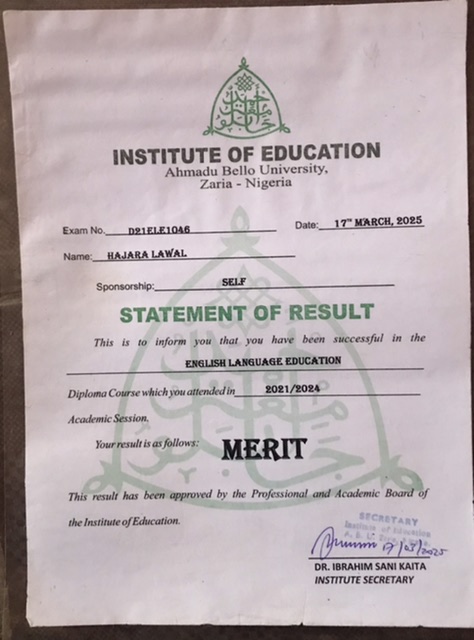 INSTITUTE OF EDUCATION
Ahmadu Bello University,
Zaria - Nigeria
Exam No. D21ELE1046 Date: 17TH MARCH, 2025
Name: HAJARA LAWAL
Sponsorship: SELF
STATEMENT OF RESULT
This is to inform you that you have been successful in the
ENGLISH LANGUAGE EDUCATION
Diploma Course which you attended in 2021/2024
Academic Session.
Your result is as follows: MERIT
This result has been approved by the Professional and Academic Board of
the Institute of Education.
SECRETARY
Institute of Education
17/03/2025
DR. IBRAHIM SANI KAITA
INSTITUTE SECRETARY